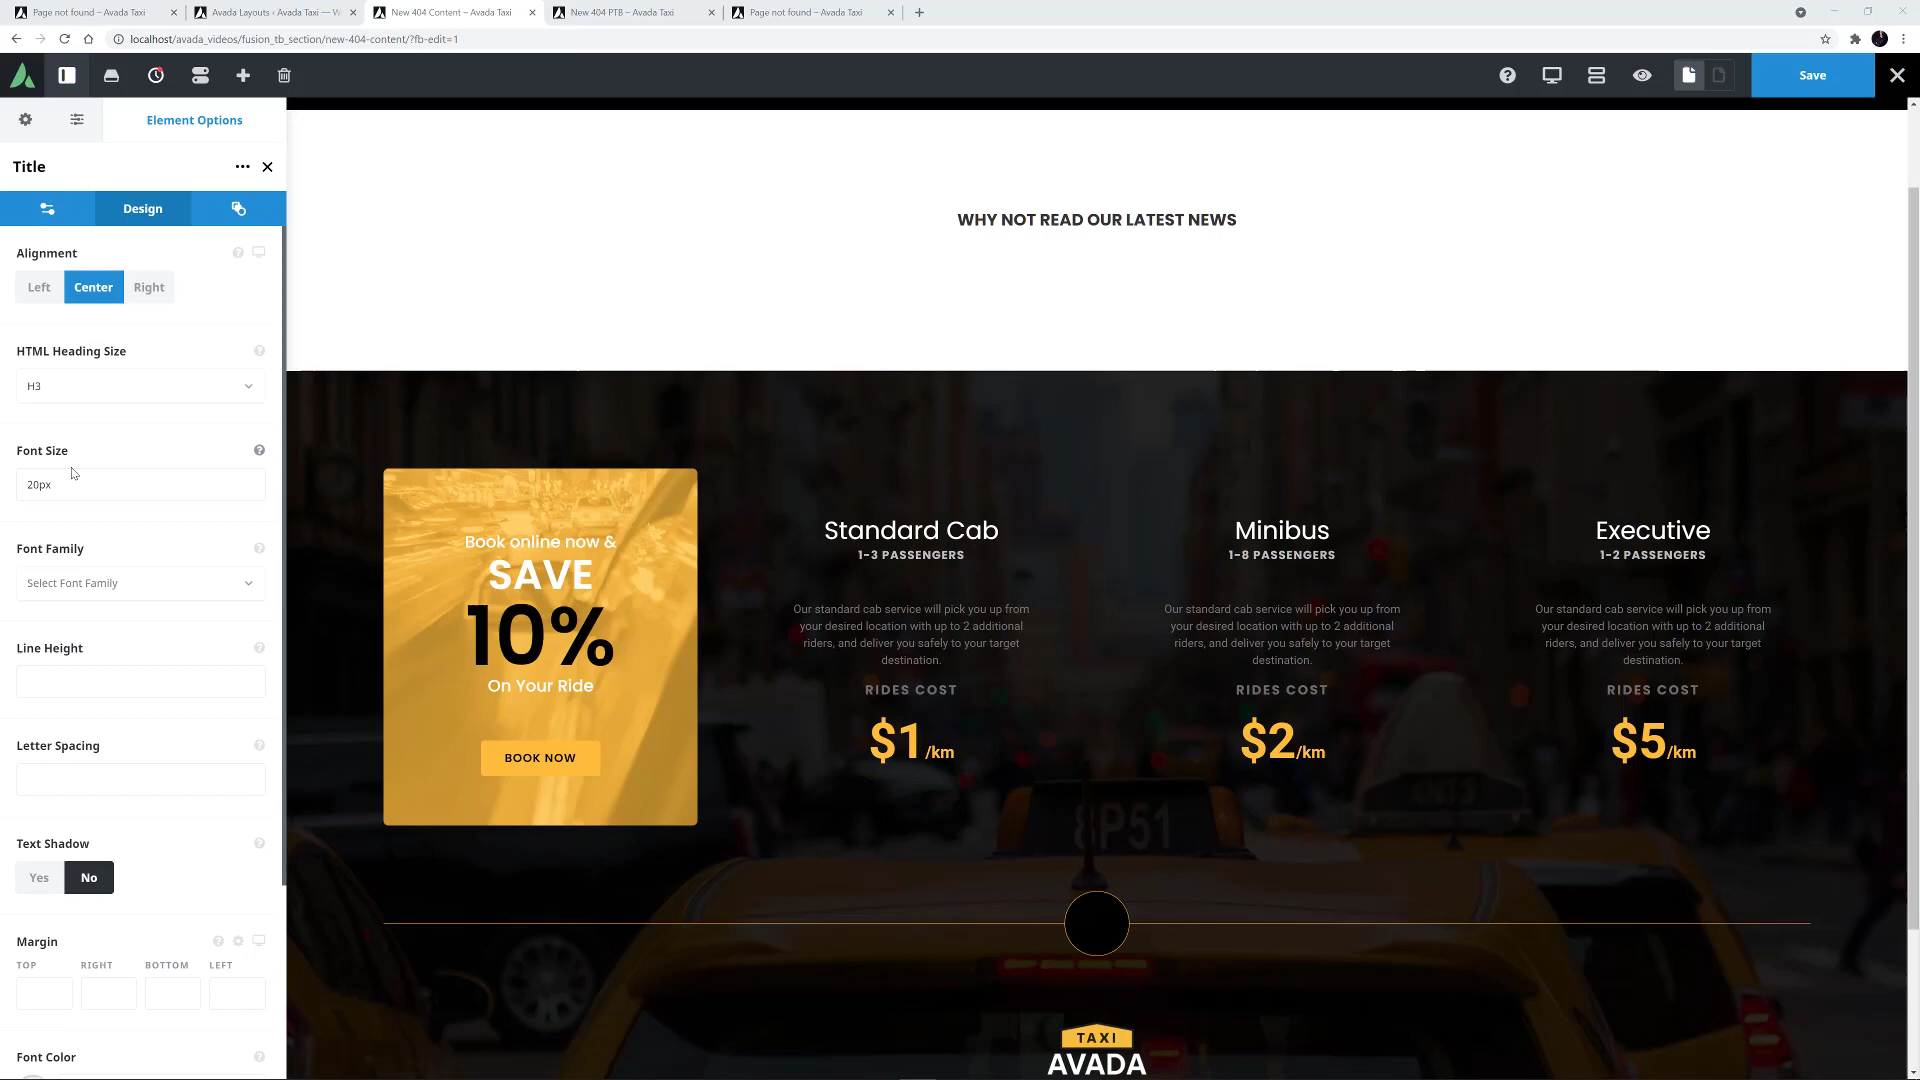 Page not found – Avada Taxi
Avada Layouts ‹ Avada Taxi — W
New 404 Content – Avada Taxi
New 404 PTB – Avada Taxi
Page not found – Avada Taxi
localhost/avada_videos/fusion_tb_section/new-404-content/?fb-edit=1
Save
Element Options
Title
Design
Alignment
Left Center Right
HTML Heading Size
H3
Font Size
20px
Font Family
Select Font Family
Line Height
Letter Spacing
Text Shadow
Yes No
Margin
TOP RIGHT BOTTOM LEFT
Font Color
WHY NOT READ OUR LATEST NEWS
Book online now &
SAVE
10%
On Your Ride
BOOK NOW
Standard Cab
1-3 PASSENGERS
Our standard cab service will pick you up from
your desired location with up to 2 additional
riders, and deliver you safely to your target
destination.
RIDES COST
$1/km
Minibus
1-8 PASSENGERS
Our standard cab service will pick you up from
your desired location with up to 2 additional
riders, and deliver you safely to your target
destination.
RIDES COST
$2/km
Executive
1-2 PASSENGERS
Our standard cab service will pick you up from
your desired location with up to 2 additional
riders, and deliver you safely to your target
destination.
RIDES COST
$5/km
8P51
TAXI
AVADA